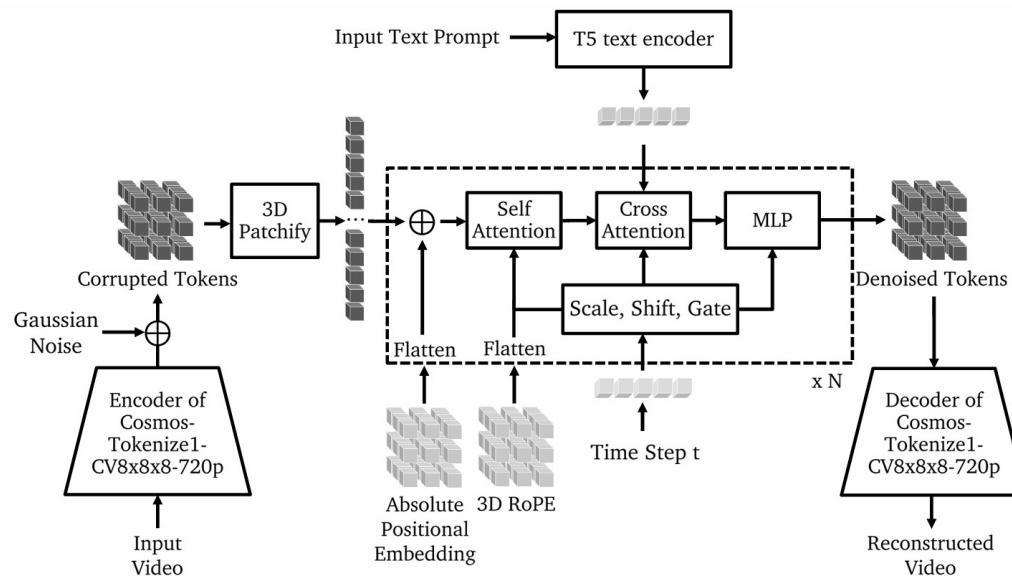 Input Text Prompt
T5 text encoder
3D
Patchify
...
Self
Attention
Cross
Attention
MLP
Corrupted Tokens
Denoised Tokens
Gaussian
Noise
Scale, Shift, Gate
Flatten
Flatten
x N
Encoder of
Cosmos-
Tokenize1-
CV8x8x8-720p
Decoder of
Cosmos-
Tokenize1-
CV8x8x8-720p
Time Step t
Absolute
Positional
Embedding
3D RoPE
Input
Video
Reconstructed
Video